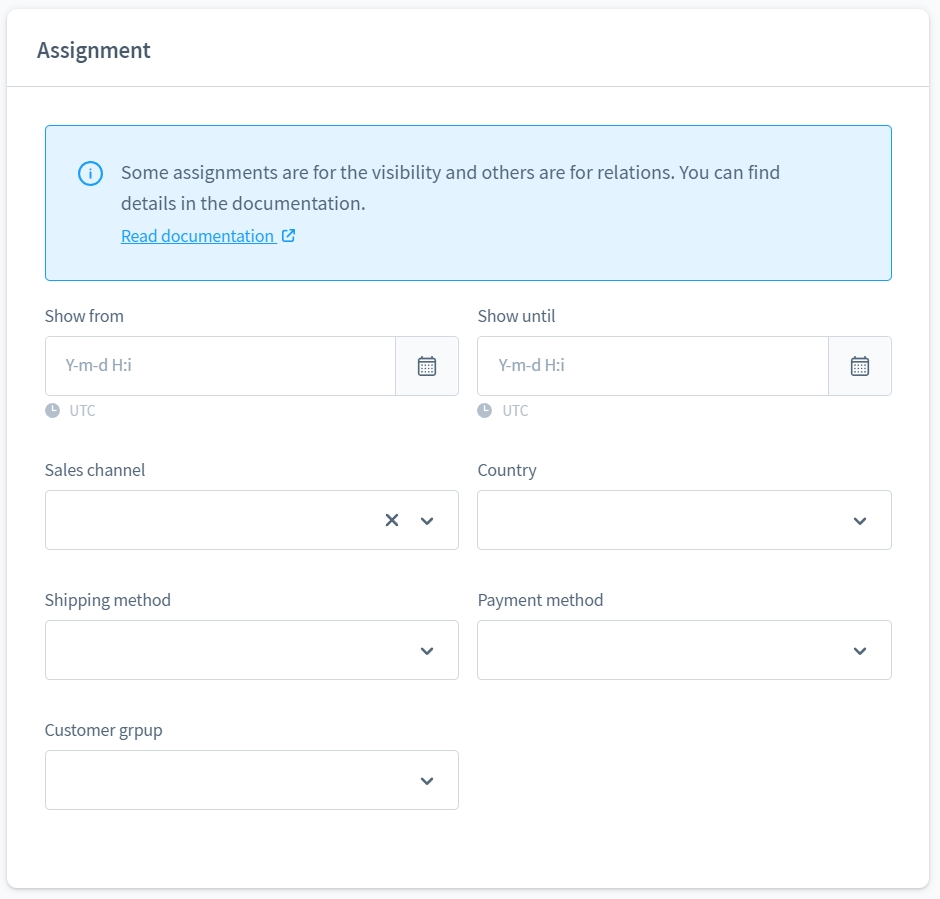 Assignment
Some assignments are for the visibility and others are for relations. You can find
details in the documentation.
Read documentation
Show from
Show until
Y-m-d H:i
Y-m-d H:i
UTC
UTC
Sales channel
Country
Shipping method
Payment method
Customer grpup